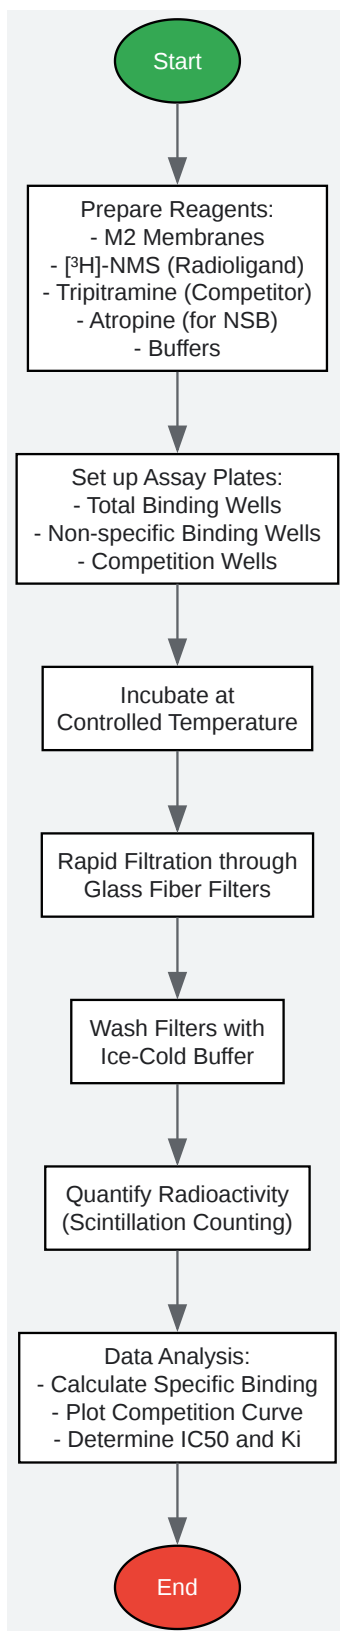 Start
Prepare Reagents:
- M2 Membranes
- [³H]-NMS (Radioligand)
- Tripitramine (Competitor)
- Atropine (for NSB)
- Buffers
Set up Assay Plates:
- Total Binding Wells
- Non-specific Binding Wells
- Competition Wells
Incubate at
Controlled Temperature
Rapid Filtration through
Glass Fiber Filters
Wash Filters with
Ice-Cold Buffer
Quantify Radioactivity
(Scintillation Counting)
Data Analysis:
- Calculate Specific Binding
- Plot Competition Curve
- Determine IC50 and Ki
End